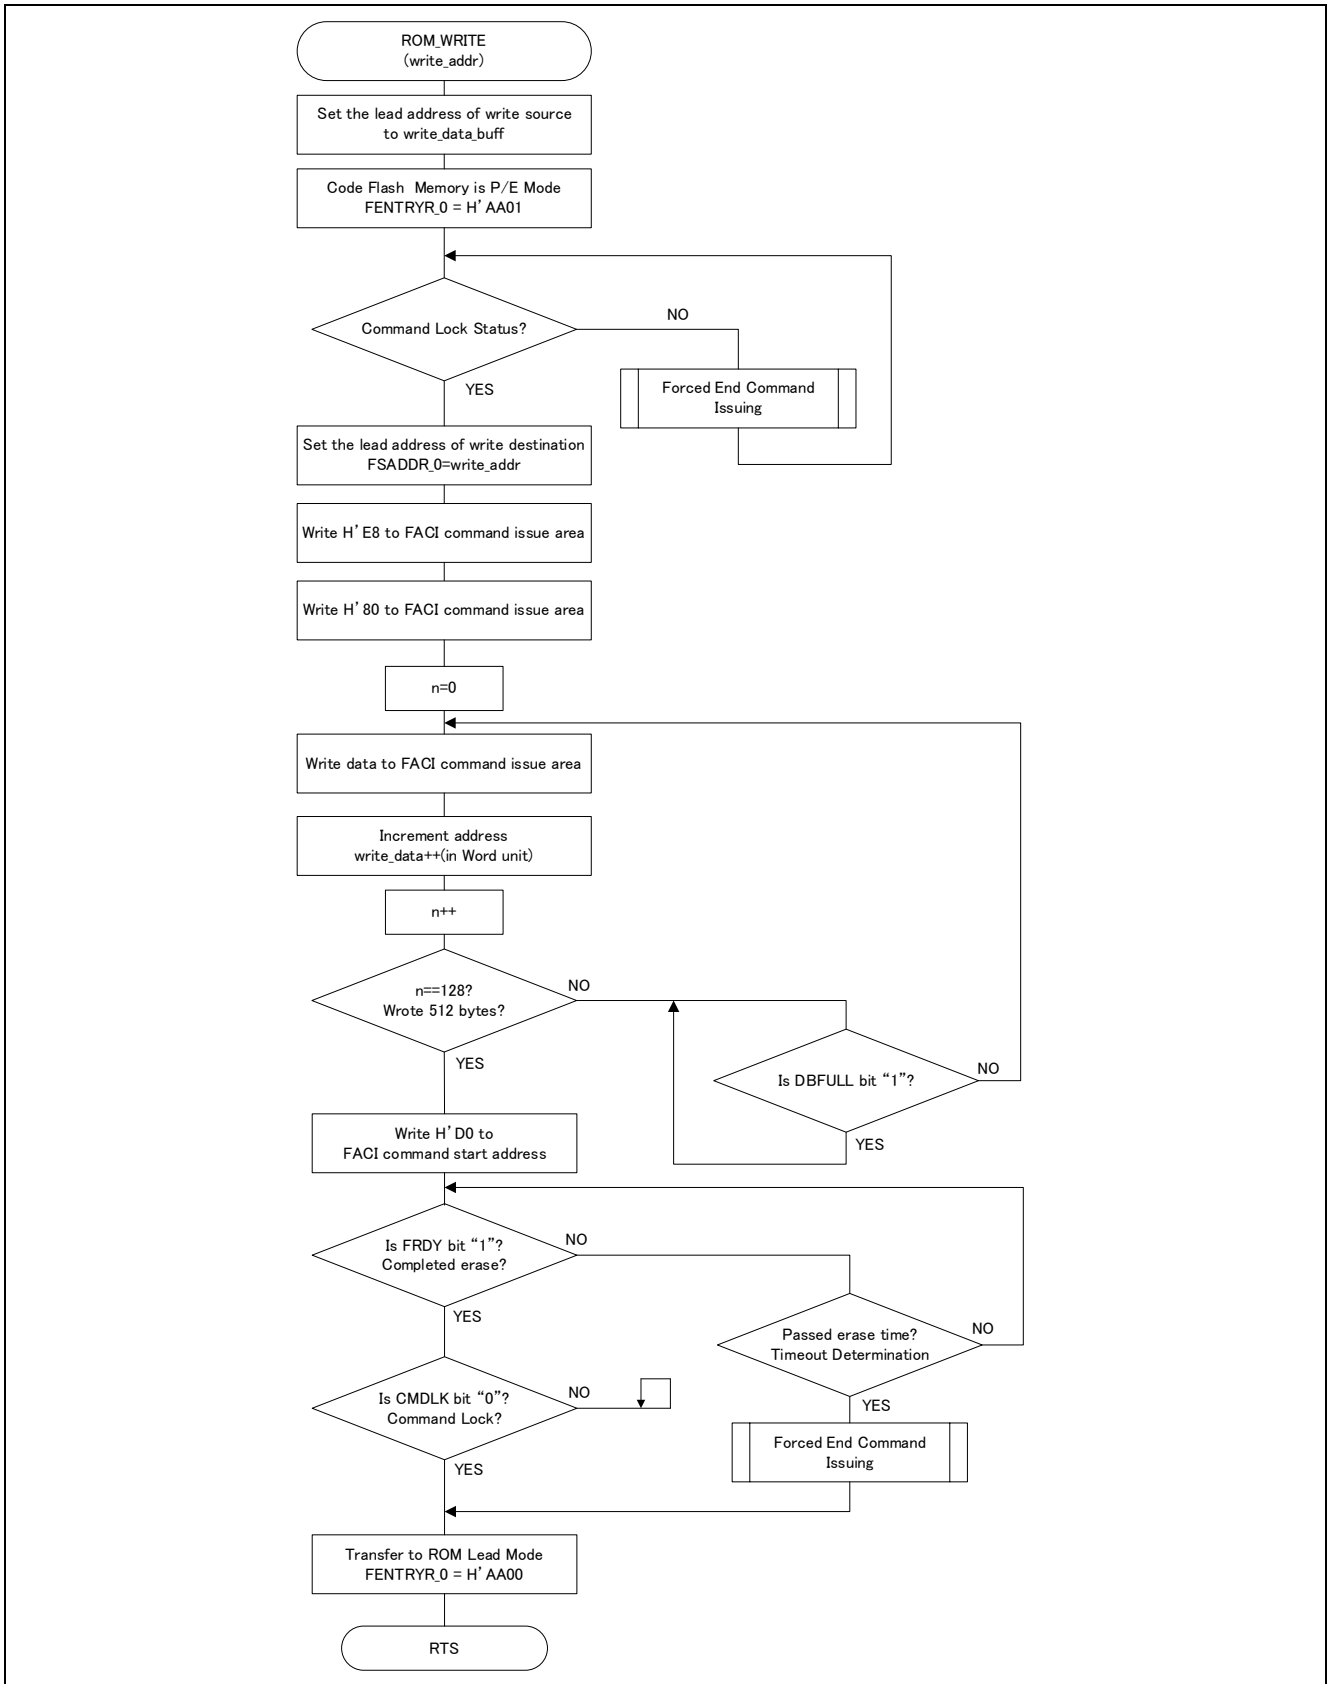 ROM_WRITE
(write_addr)
Set the lead address of write source
to write_data_buff
Code Flash Memory is P/E Mode
FENTRYR_0 = H’AA01
Command Lock Status?
NO
YES
Forced End Command
Issuing
Set the lead address of write destination
FSADDR_0=write_addr
Write H’E8 to FACI command issue area
Write H’80 to FACI command issue area
n=0
Write data to FACI command issue area
Increment address
write_data++(in Word unit)
n++
n==128?
Wrote 512 bytes?
NO
YES
Is DBFULL bit “1”?
NO
YES
Write H’D0 to
FACI command start address
Is FRDY bit “1”?
Completed erase?
NO
YES
Passed erase time?
Timeout Determination
NO
YES
Is CMDLK bit “0”?
Command Lock?
NO
YES
Forced End Command
Issuing
Transfer to ROM Lead Mode
FENTRYR_0 = H’AA00
RTS